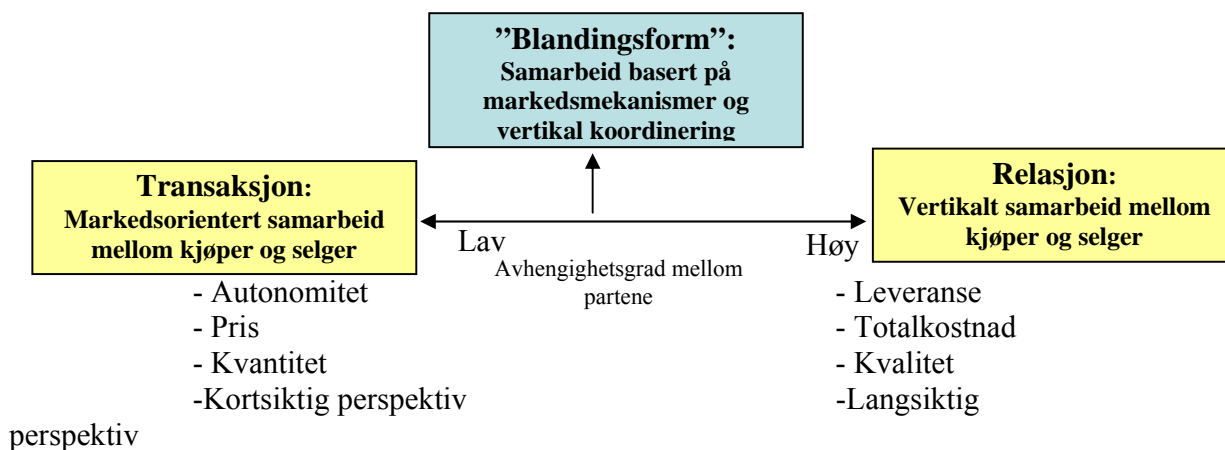 ”Blandingsform”:
Samarbeid basert på
markedsmekanismer og
vertikal koordinering
Transaksjon:
Markedsorientert samarbeid
mellom kjøper og selger
Relasjon:
Vertikalt samarbeid mellom
kjøper og selger
Lav
Høy
Avhengighetsgrad mellom
partene
- Autonomitet
- Leveranse
- Pris
- Totalkostnad
- Kvantitet
- Kvalitet
-Kortsiktig perspektiv
-Langsiktig
perspektiv